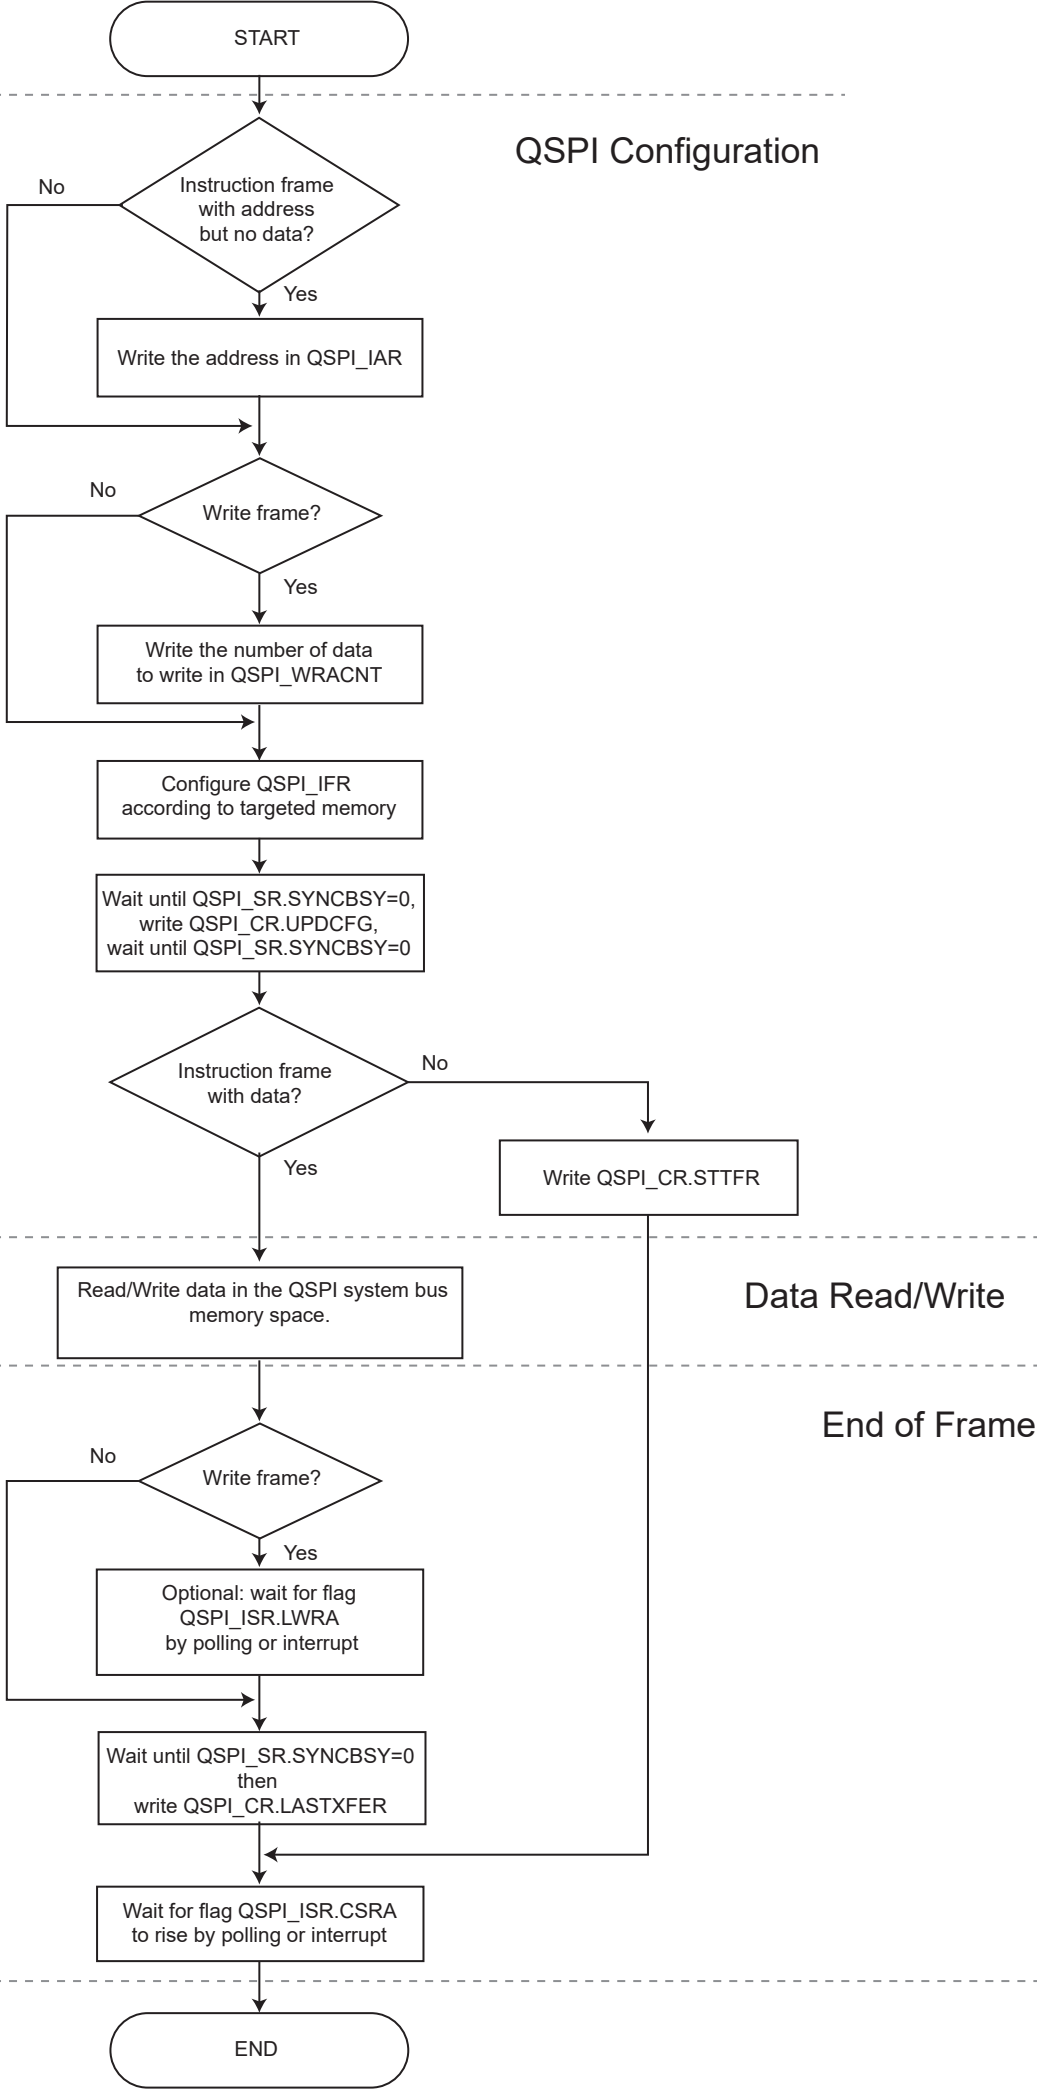 START
QSPI Configuration
No
Instruction frame
with address
but no data?
Yes
Write the address in QSPI_IAR
No
Write frame?
Yes
Write the number of data
to write in QSPI_WRACNT
Configure QSPI_IFR
according to targeted memory
Wait until QSPI_SR.SYNCBSY=0,
write QSPI_CR.UPDCFG,
wait until QSPI_SR.SYNCBSY=0
Instruction frame
with data?
No
Yes
Write QSPI_CR.STTFR
Read/Write data in the QSPI system bus
memory space.
Data Read/Write
End of Frame
No
Write frame?
Yes
Optional: wait for flag
QSPI_ISR.LWRA
by polling or interrupt
Wait until QSPI_SR.SYNCBSY=0
then
write QSPI_CR.LASTXFER
Wait for flag QSPI_ISR.CSRA
to rise by polling or interrupt
END